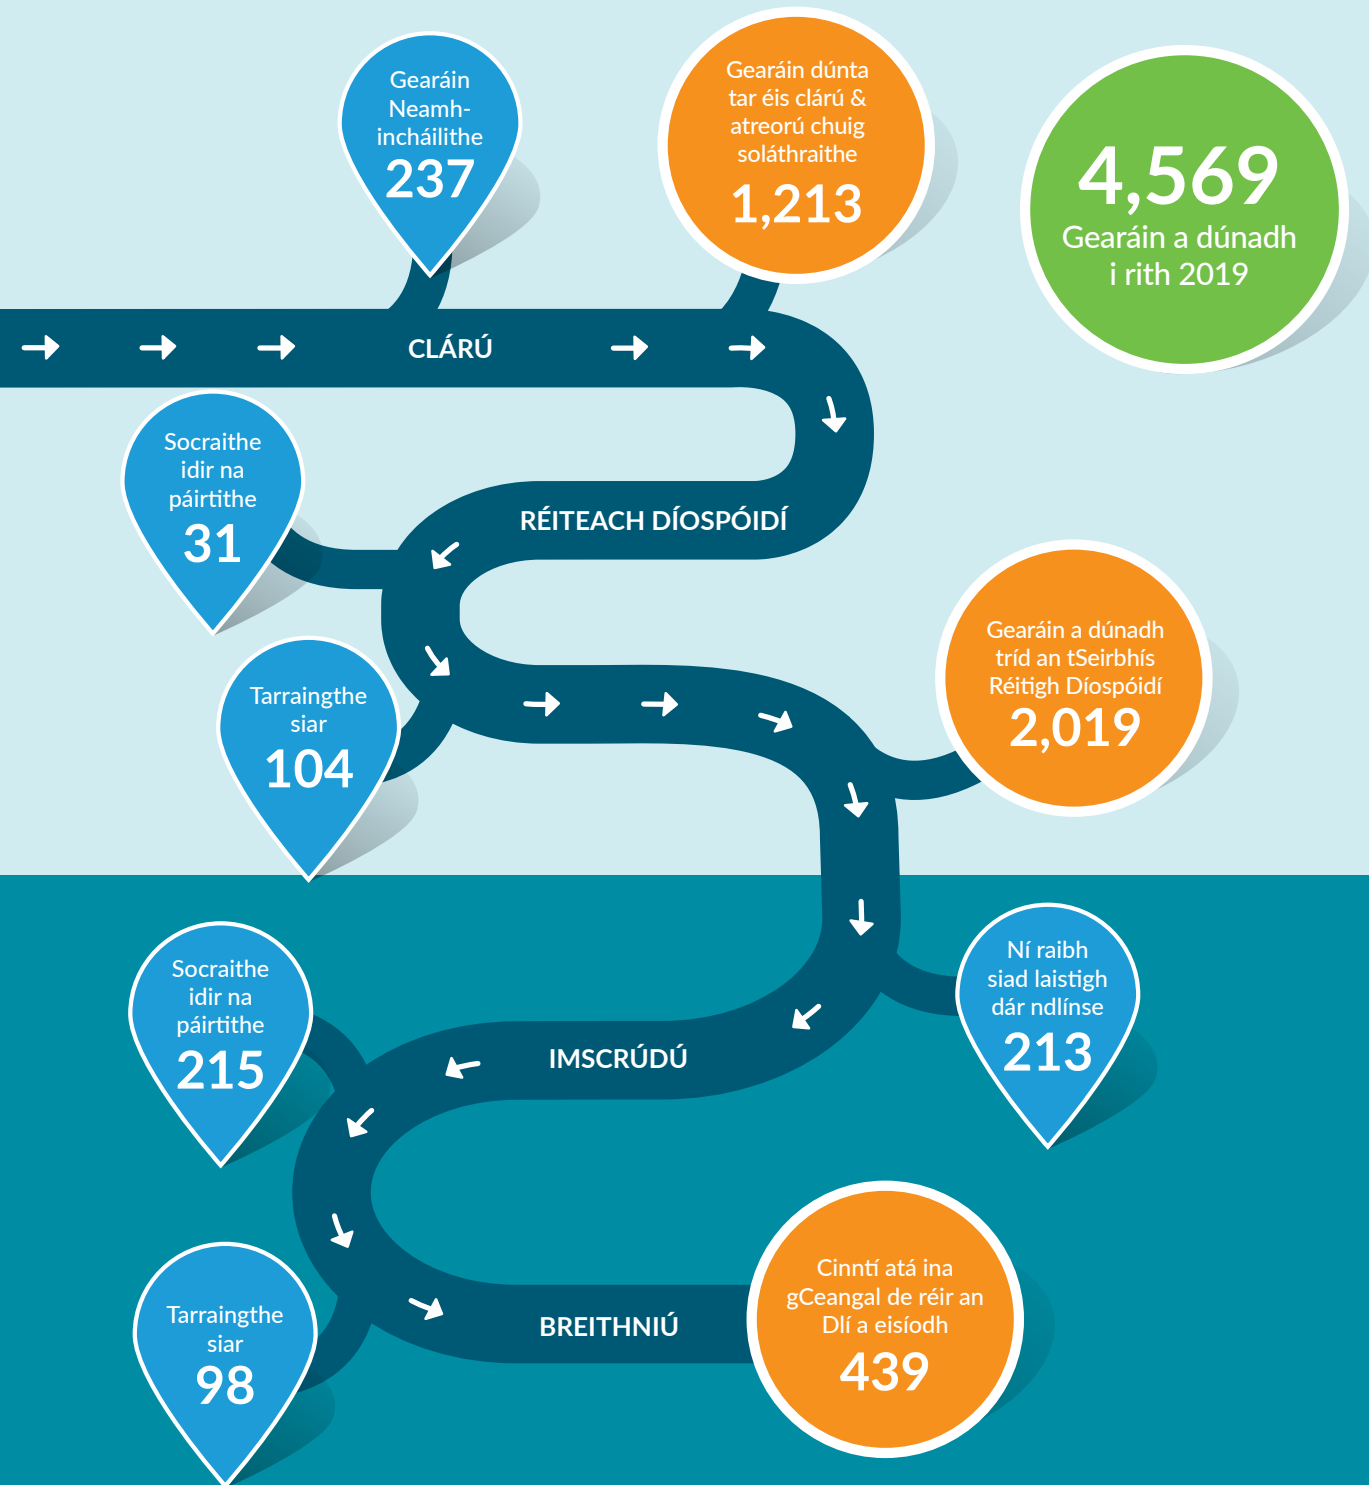 Gearáin
Neamh-
incháilithe
237
Gearáin dúnta
tar éis clárú &
atreorú chuig
soláthraithe
1,213
4,569
Gearáin a dúnadh
i rith 2019
CLÁRÚ
Socraithe
idir na
páirtithe
31
RÉITEACH DÍOSPÓIDÍ
Tarraingthe
siar
104
Gearáin a dúnadh
tríd an tSeirbhís
Réitigh Díospóidí
2,019
Socraithe
idir na
páirtithe
215
IMSCRÚDÚ
Ní raibh
siad laistigh
dár ndlínse
213
Tarraingthe
siar
98
BREITHNIÚ
Cinntí atá ina
gCeangal de réir an
Dlí a eisíodh
439